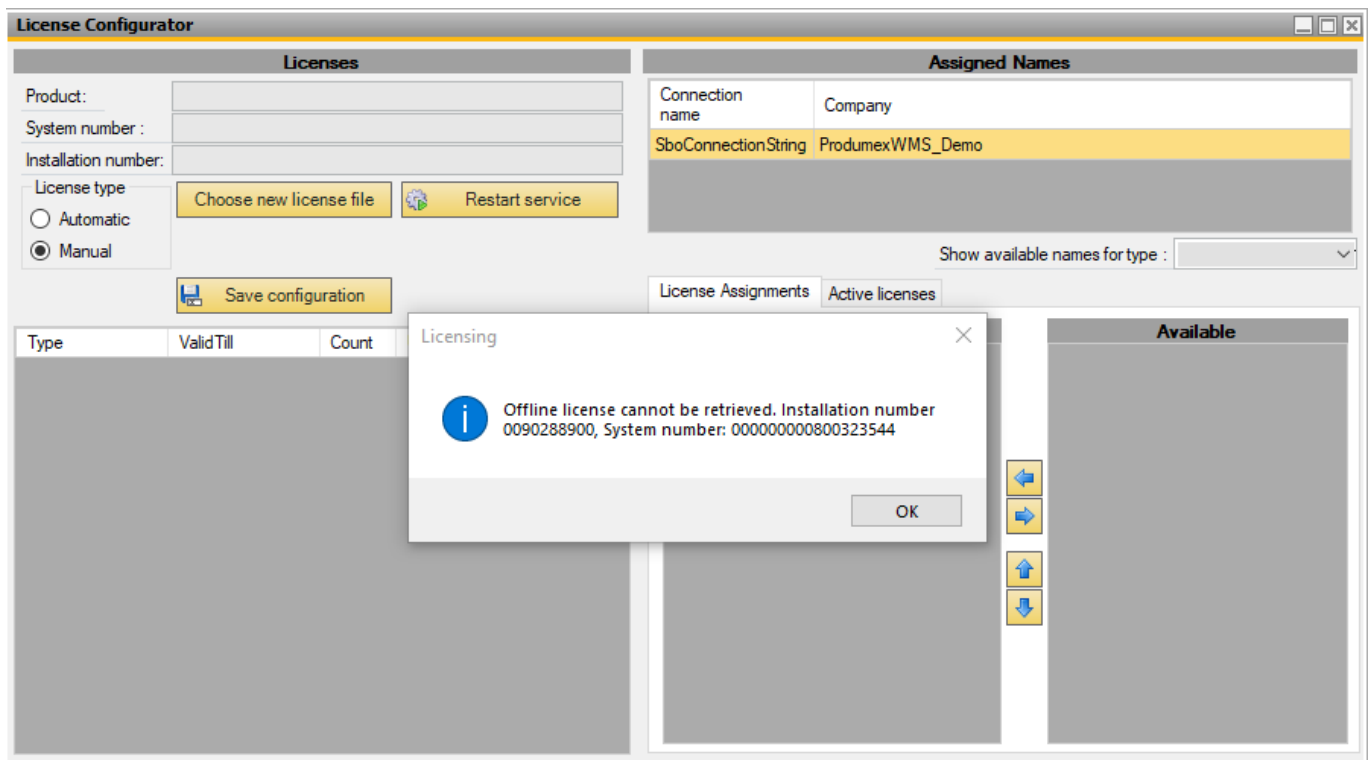 License Configurator
Licenses
Product:
System number :
Installation number:
License type
Automatic
Manual
Choose new license file
Restart service
Save configuration
Type ValidTill Count
Assigned Names
Connection name Company
SboConnectionString ProdumexWMS_Demo
Show available names for type :
License Assignments Active licenses
Available
Licensing
Offline license cannot be retrieved. Installation number
0090288900, System number: 000000000800323544
OK